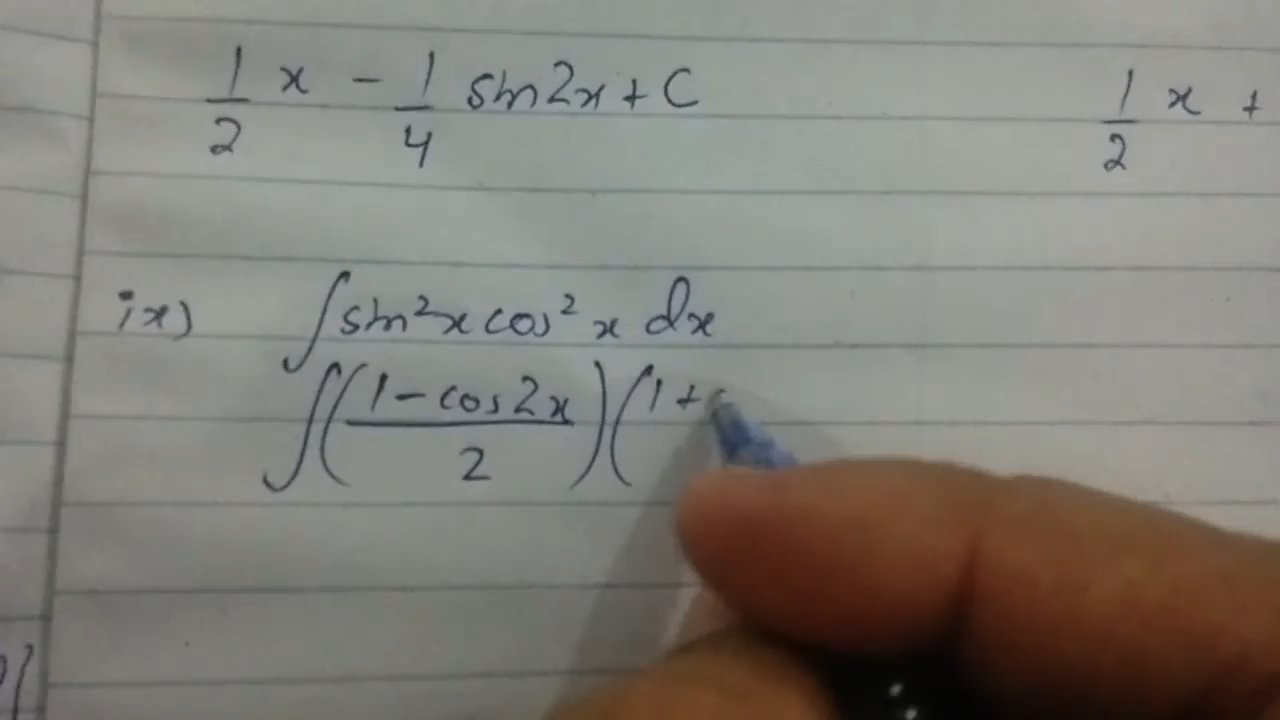 1/2 x - 1/4 sin2x + C
1/2 x +
ix) ∫sin²x cos²x dx
∫((1-cos2x)/2)(1+